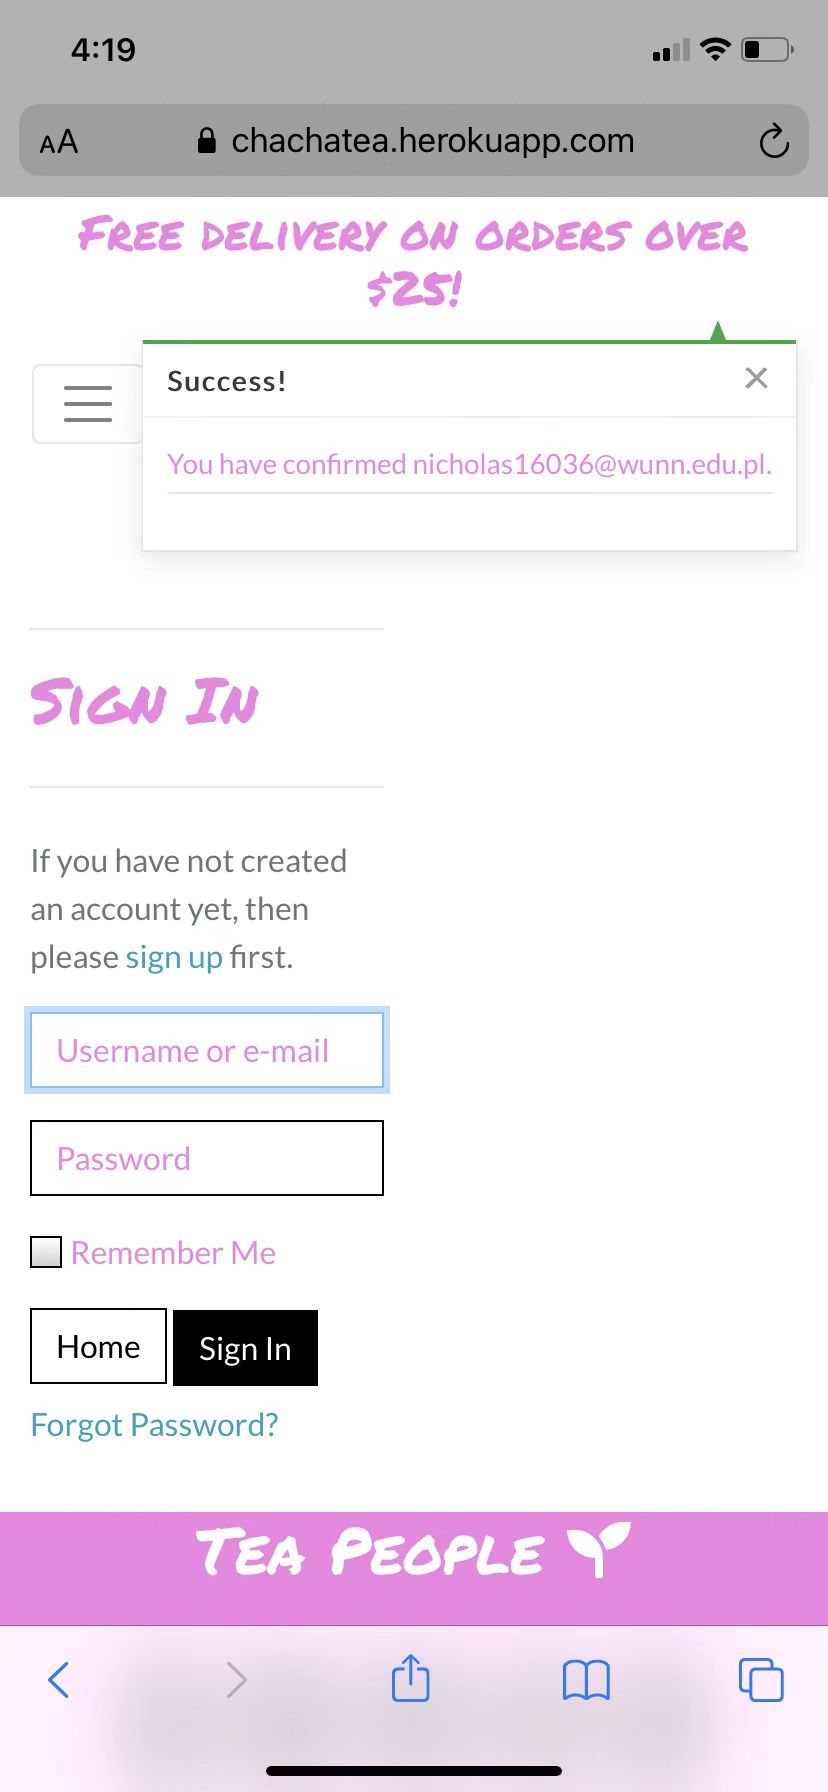 4:19
AA chachatea.herokuapp.com
Free delivery on orders over
$25!
Success!
You have confirmed nicholas16036@wunn.edu.pl.
Sign In
If you have not created
an account yet, then
please sign up first.
Username or e-mail
Password
Remember Me
Home Sign In
Forgot Password?
Tea People